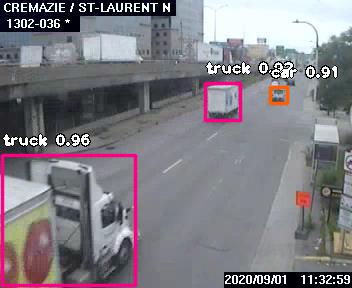 CREMAZIE / ST-LAURENT N
1302-036 *
truck 0.92
car 0.91
truck 0.96
2020/09/01 11:32:59